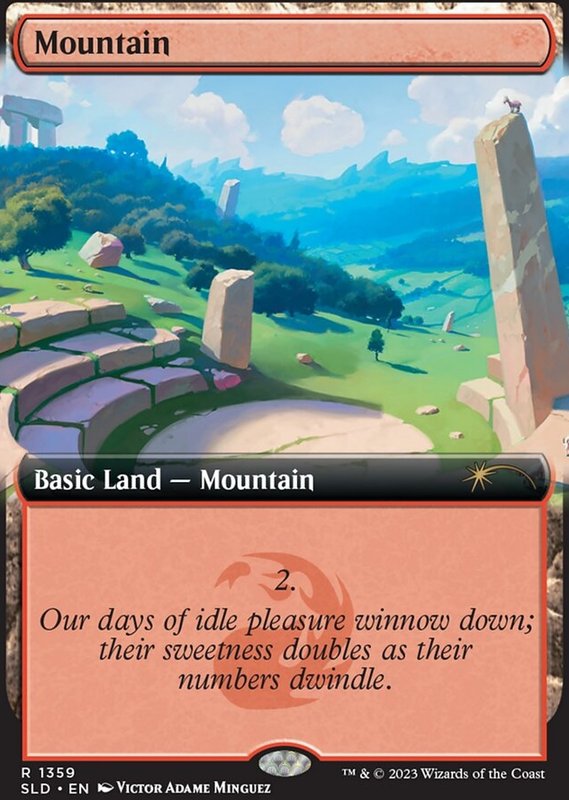 Mountain
Basic Land — Mountain
2.
Our days of idle pleasure winnow down;
their sweetness doubles as their
numbers dwindle.
R 1359
SLD • EN Victor Adame Minguez
™ & © 2023 Wizards of the Coast